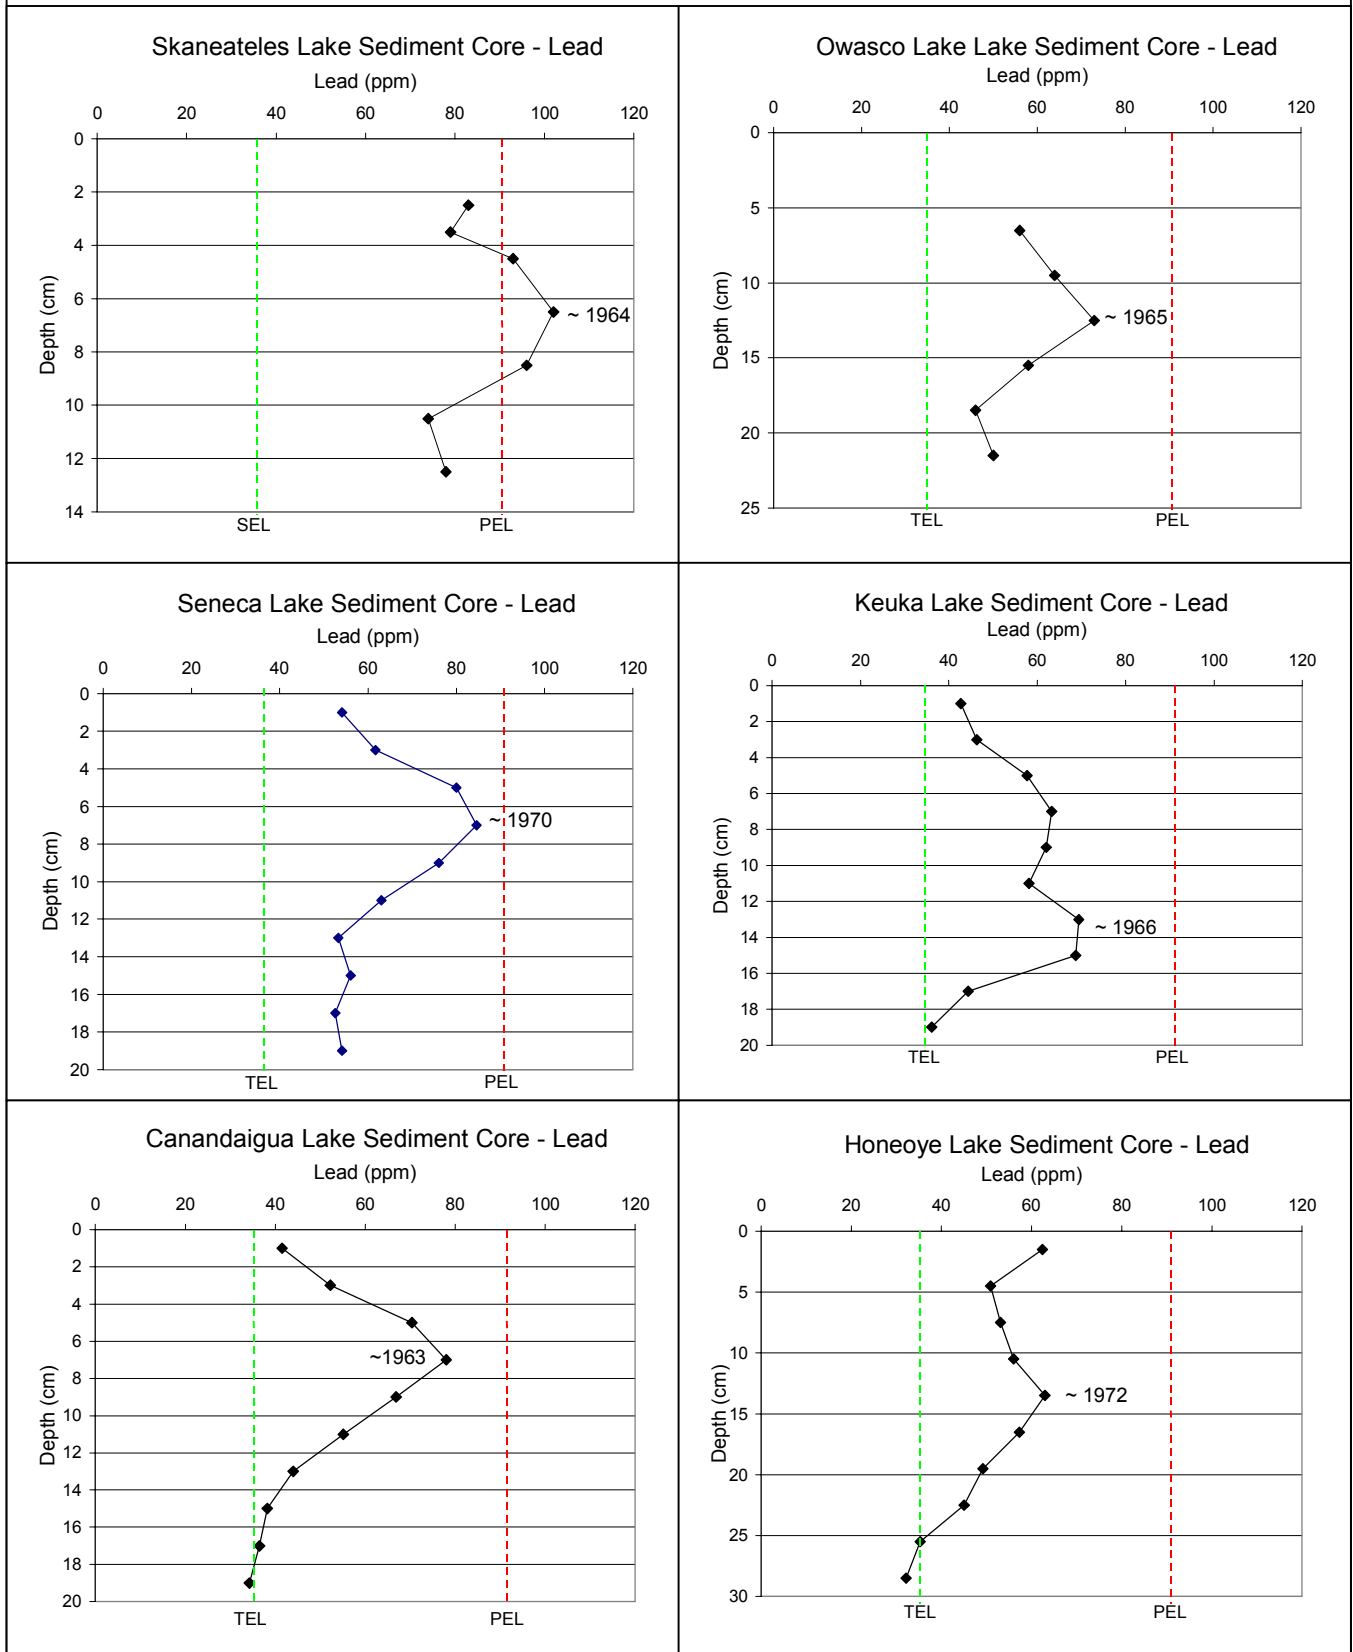 Skaneateles Lake Sediment Core - Lead
Lead (ppm)
0 20 40 60 80 100 120
0
2
4
6
8
10
12
14
Depth (cm)
~ 1964
SEL PEL
Owasco Lake Lake Sediment Core - Lead
Lead (ppm)
0 20 40 60 80 100 120
0
5
10
15
20
25
Depth (cm)
~ 1965
TEL PEL
Seneca Lake Sediment Core - Lead
Lead (ppm)
0 20 40 60 80 100 120
0
2
4
6
8
10
12
14
16
18
20
Depth (cm)
~ 1970
TEL PEL
Keuka Lake Sediment Core - Lead
Lead (ppm)
0 20 40 60 80 100 120
0
2
4
6
8
10
12
14
16
18
20
Depth (cm)
~ 1966
TEL PEL
Canandaigua Lake Sediment Core - Lead
Lead (ppm)
0 20 40 60 80 100 120
0
2
4
6
8
10
12
14
16
18
20
Depth (cm)
~1963
TEL PEL
Honeoye Lake Sediment Core - Lead
Lead (ppm)
0 20 40 60 80 100 120
0
5
10
15
20
25
30
Depth (cm)
~ 1972
TEL PEL